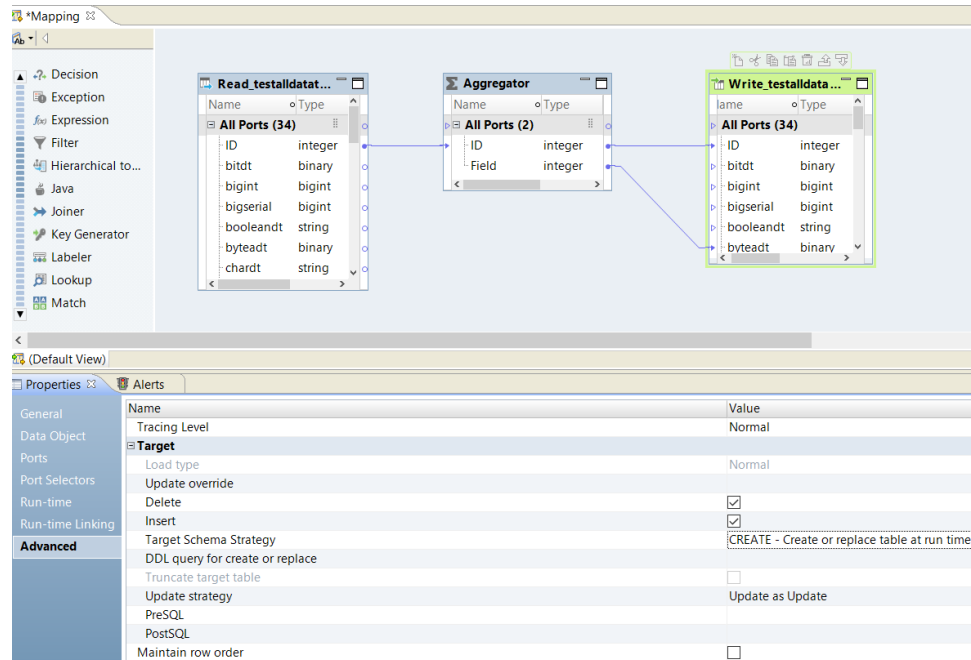 *Mapping
Ab
Decision
Exception
fxx Expression
Filter
Hierarchical to...
Java
Joiner
Key Generator
Labeler
Lookup
Match
Read_testalldatat...
Name Type
All Ports (34)
ID integer
bitdt binary
bigint bigint
bigserial bigint
booleandt string
byteadt binary
chardt string
Aggregator
Name Type
All Ports (2)
ID integer
Field integer
Write_testalldata...
lame Type
All Ports (34)
ID integer
bitdt binary
bigint bigint
bigserial bigint
booleandt string
byteadt binary
(Default View)
Properties Alerts
General
Data Object
Ports
Port Selectors
Run-time
Run-time Linking
Advanced
Name Value
Tracing Level Normal
Target
Load type Normal
Update override
Delete
Insert
Target Schema Strategy CREATE - Create or replace table at run time
DDL query for create or replace
Truncate target table
Update strategy Update as Update
PreSQL
PostSQL
Maintain row order